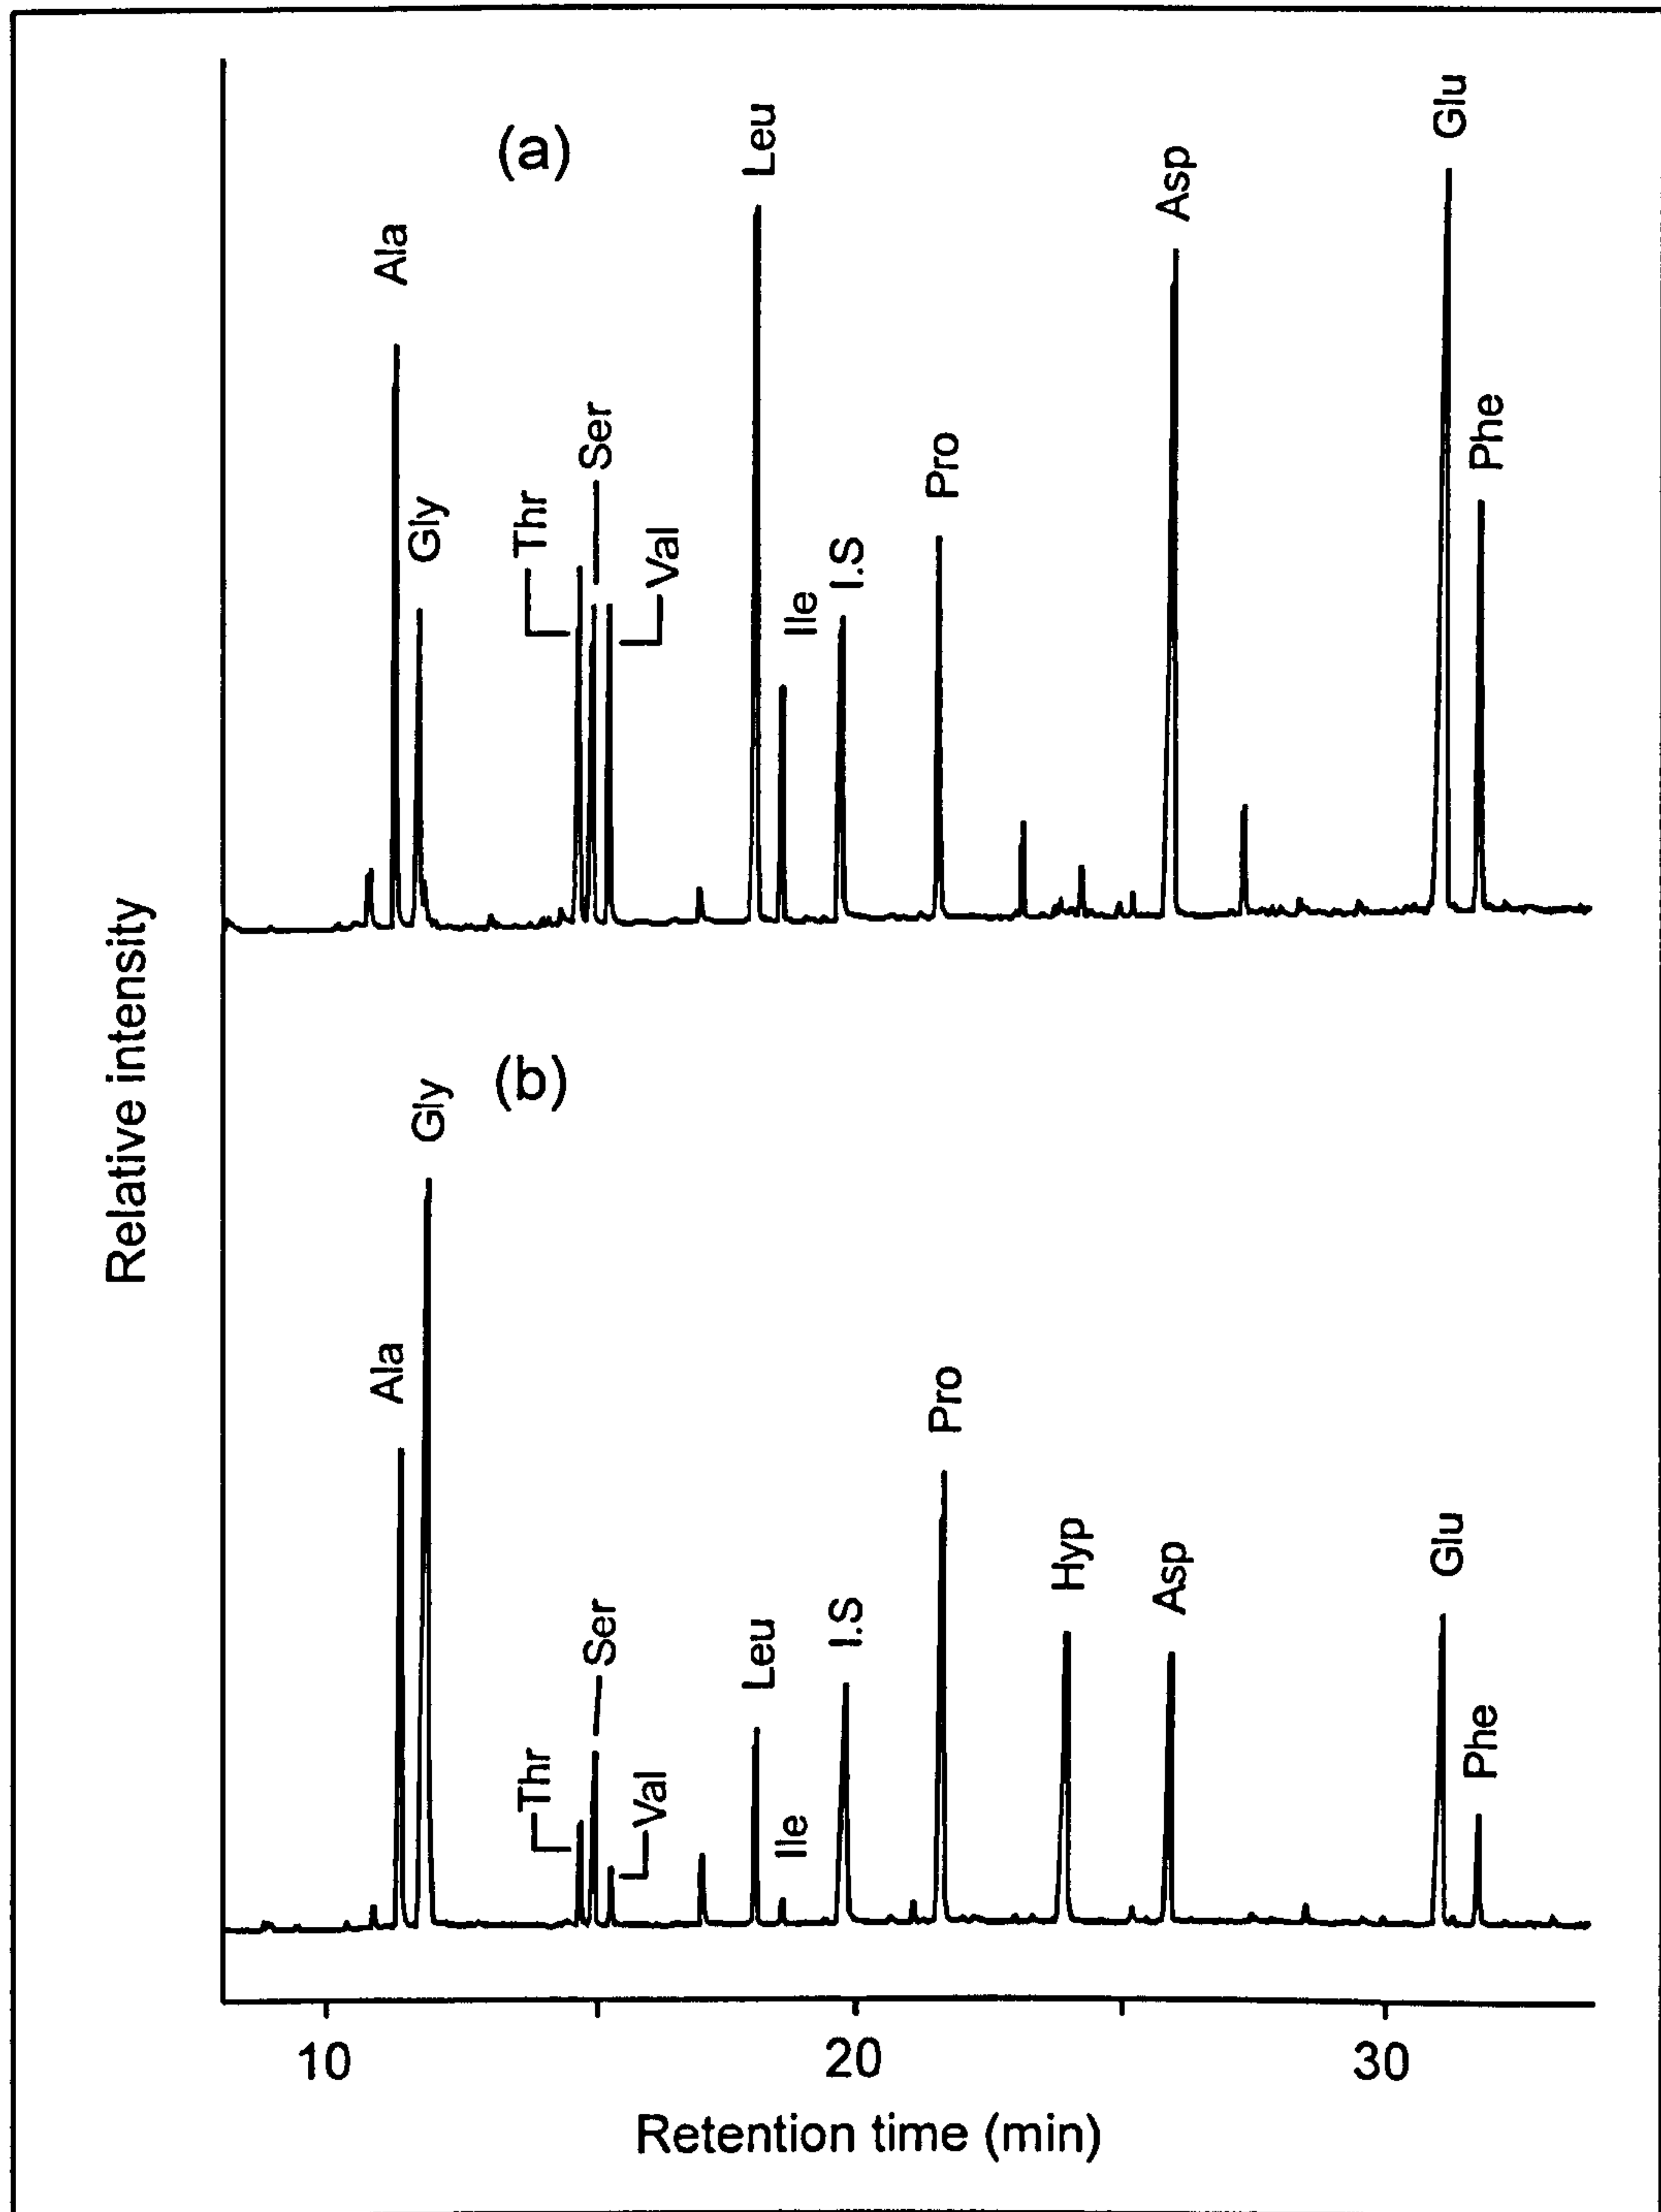 Relative intensity
(a)
Ala
Gly
Thr
Ser
Val
Leu
Ile
I.S
Pro
Asp
Glu
Phe
(b)
Ala
Gly
Thr
Ser
Val
Leu
Ile
I.S
Pro
Hyp
Asp
Glu
Phe
10 20 30
Retention time (min)